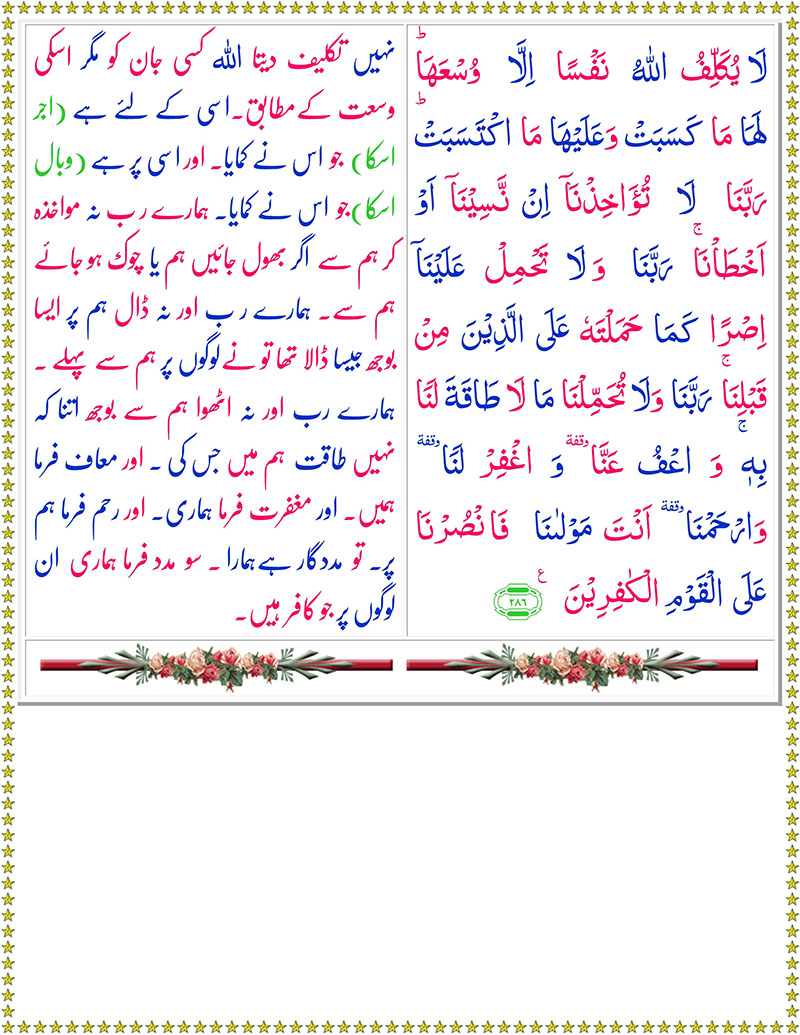 لَا يُكَلِّفُ اللّٰهُ نَفْسًا اِلَّا وُسْعَهَا ؕ
لَهَا مَا كَسَبَتْ وَعَلَيْهَا مَا اكْتَسَبَتْ ؕ
رَبَّنَا لَا تُؤَاخِذْنَآ اِنْ نَّسِيْنَآ اَوْ
اَخْطَاْنَا ۚ رَبَّنَا وَلَا تَحْمِلْ عَلَيْنَآ
اِصْرًا كَمَا حَمَلْتَهٗ عَلَى الَّذِيْنَ مِنْ
قَبْلِنَا ۚ رَبَّنَا وَلَا تُحَمِّلْنَا مَا لَا طَاقَةَ لَنَا
بِهٖ ۚ وَ اعْفُ عَنَّا وقفة وَ اغْفِرْ لَنَا وقفة
وَارْحَمْنَا وقفة اَنْتَ مَوْلٰىنَا فَانْصُرْنَا
عَلَى الْقَوْمِ الْكٰفِرِيْنَ ع ۲۸۶
نہیں تکلیف دیتا اللہ کسی جان کو مگر اسکی
وسعت کے مطابق۔ اسی کے لئے ہے (اجر
اسکا) جو اس نے کمایا۔ اور اسی پر ہے (وبال
اسکا) جو اس نے کمایا۔ ہمارے رب نہ مواخذہ
کر ہم سے اگر بھول جائیں ہم یا چوک ہو جائے
ہم سے۔ ہمارے رب اور نہ ڈال ہم پر ایسا
بوجھ جیسا ڈالا تھا تو نے لوگوں پر ہم سے پہلے ۔
ہمارے رب اور نہ اٹھوا ہم سے بوجھ اتنا کہ
نہیں طاقت ہم میں جس کی ۔ اور معاف فرما
ہمیں۔ اور مغفرت فرما ہماری۔ اور رحم فرما ہم
پر۔ تو مددگار ہے ہمارا ۔ سو مدد فرما ہماری ان
لوگوں پر جو کافر ہیں۔